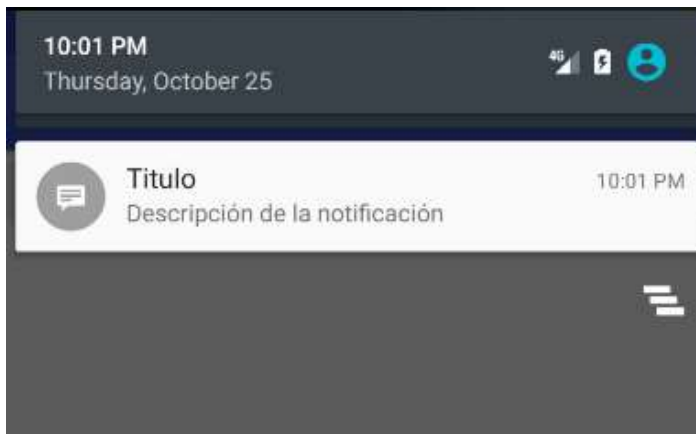 10:01 PM
4G
Thursday, October 25
Titulo
10:01 PM
Descripción de la notificación